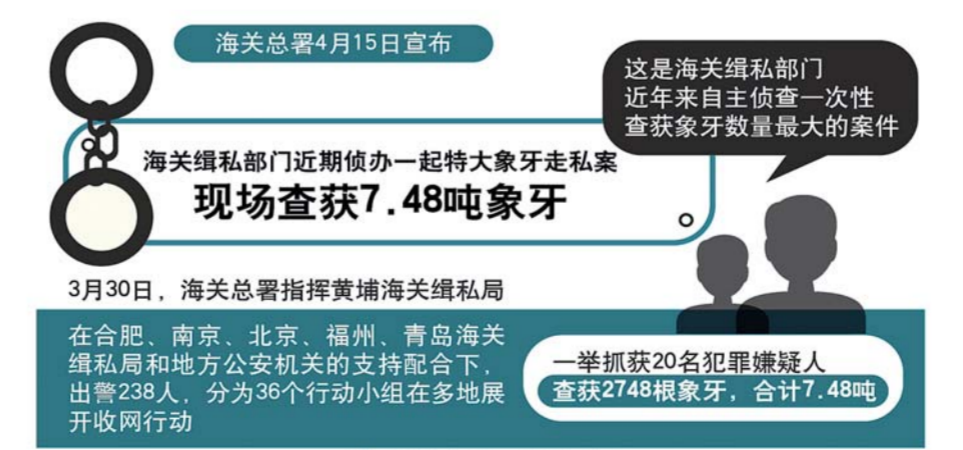 海关总署4月15日宣布
这是海关缉私部门
近年来自主侦查一次性
查获象牙数量最大的案件
海关缉私部门近期侦办一起特大象牙走私案
现场查获7.48吨象牙
3月30日，海关总署指挥黄埔海关缉私局
在合肥、南京、北京、福州、青岛海关
缉私局和地方公安机关的支持配合下，
出警238人，分为36个行动小组在多地展
开收网行动
一举抓获20名犯罪嫌疑人
查获2748根象牙，合计7.48吨